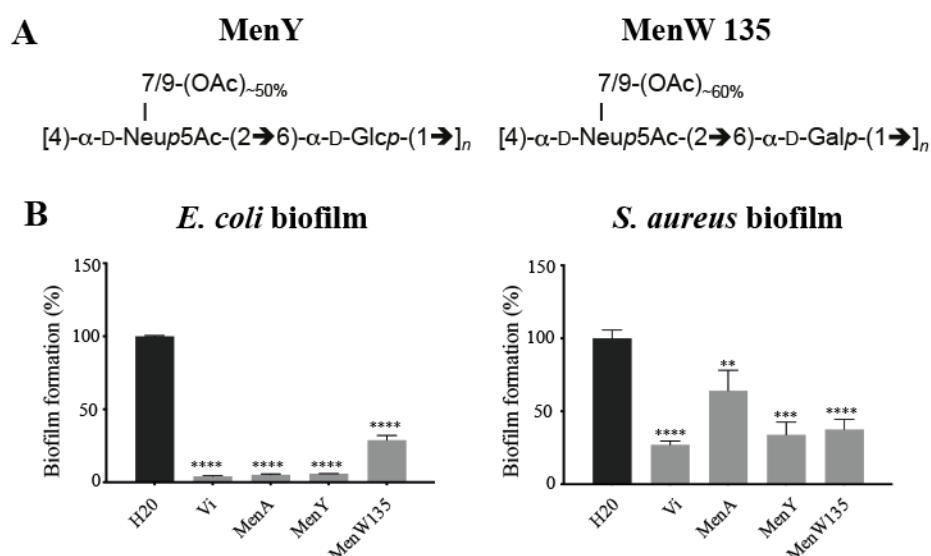 A
MenY
MenW 135
7/9-(OAc)~50%
[4)-α-D-Neup5Ac-(2➔6)-α-D-Glcp-(1➔]n
7/9-(OAc)~60%
[4)-α-D-Neup5Ac-(2➔6)-α-D-Galp-(1➔]n
B
E. coli biofilm
S. aureus biofilm
Biofilm formation (%)
150
100
50
0
****
****
****
****
H20
Vi
MenA
MenY
MenW135
Biofilm formation (%)
150
100
50
0
****
**
***
****
H20
Vi
MenA
MenY
MenW135